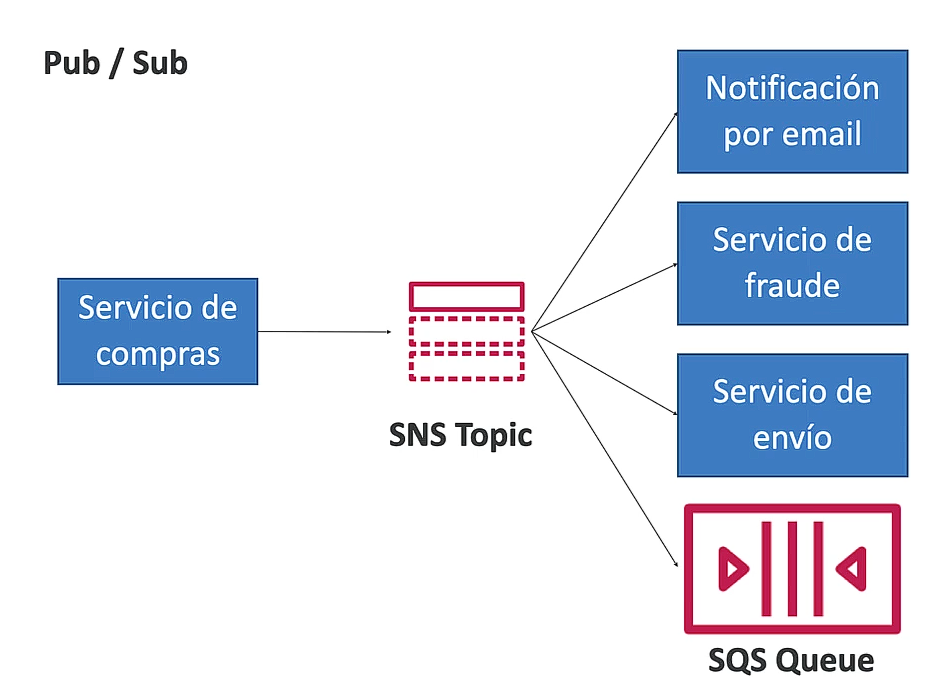 Pub / Sub
Notificación
por email
Servicio de
fraude
Servicio de
compras
Servicio de
envío
SNS Topic
SQS Queue